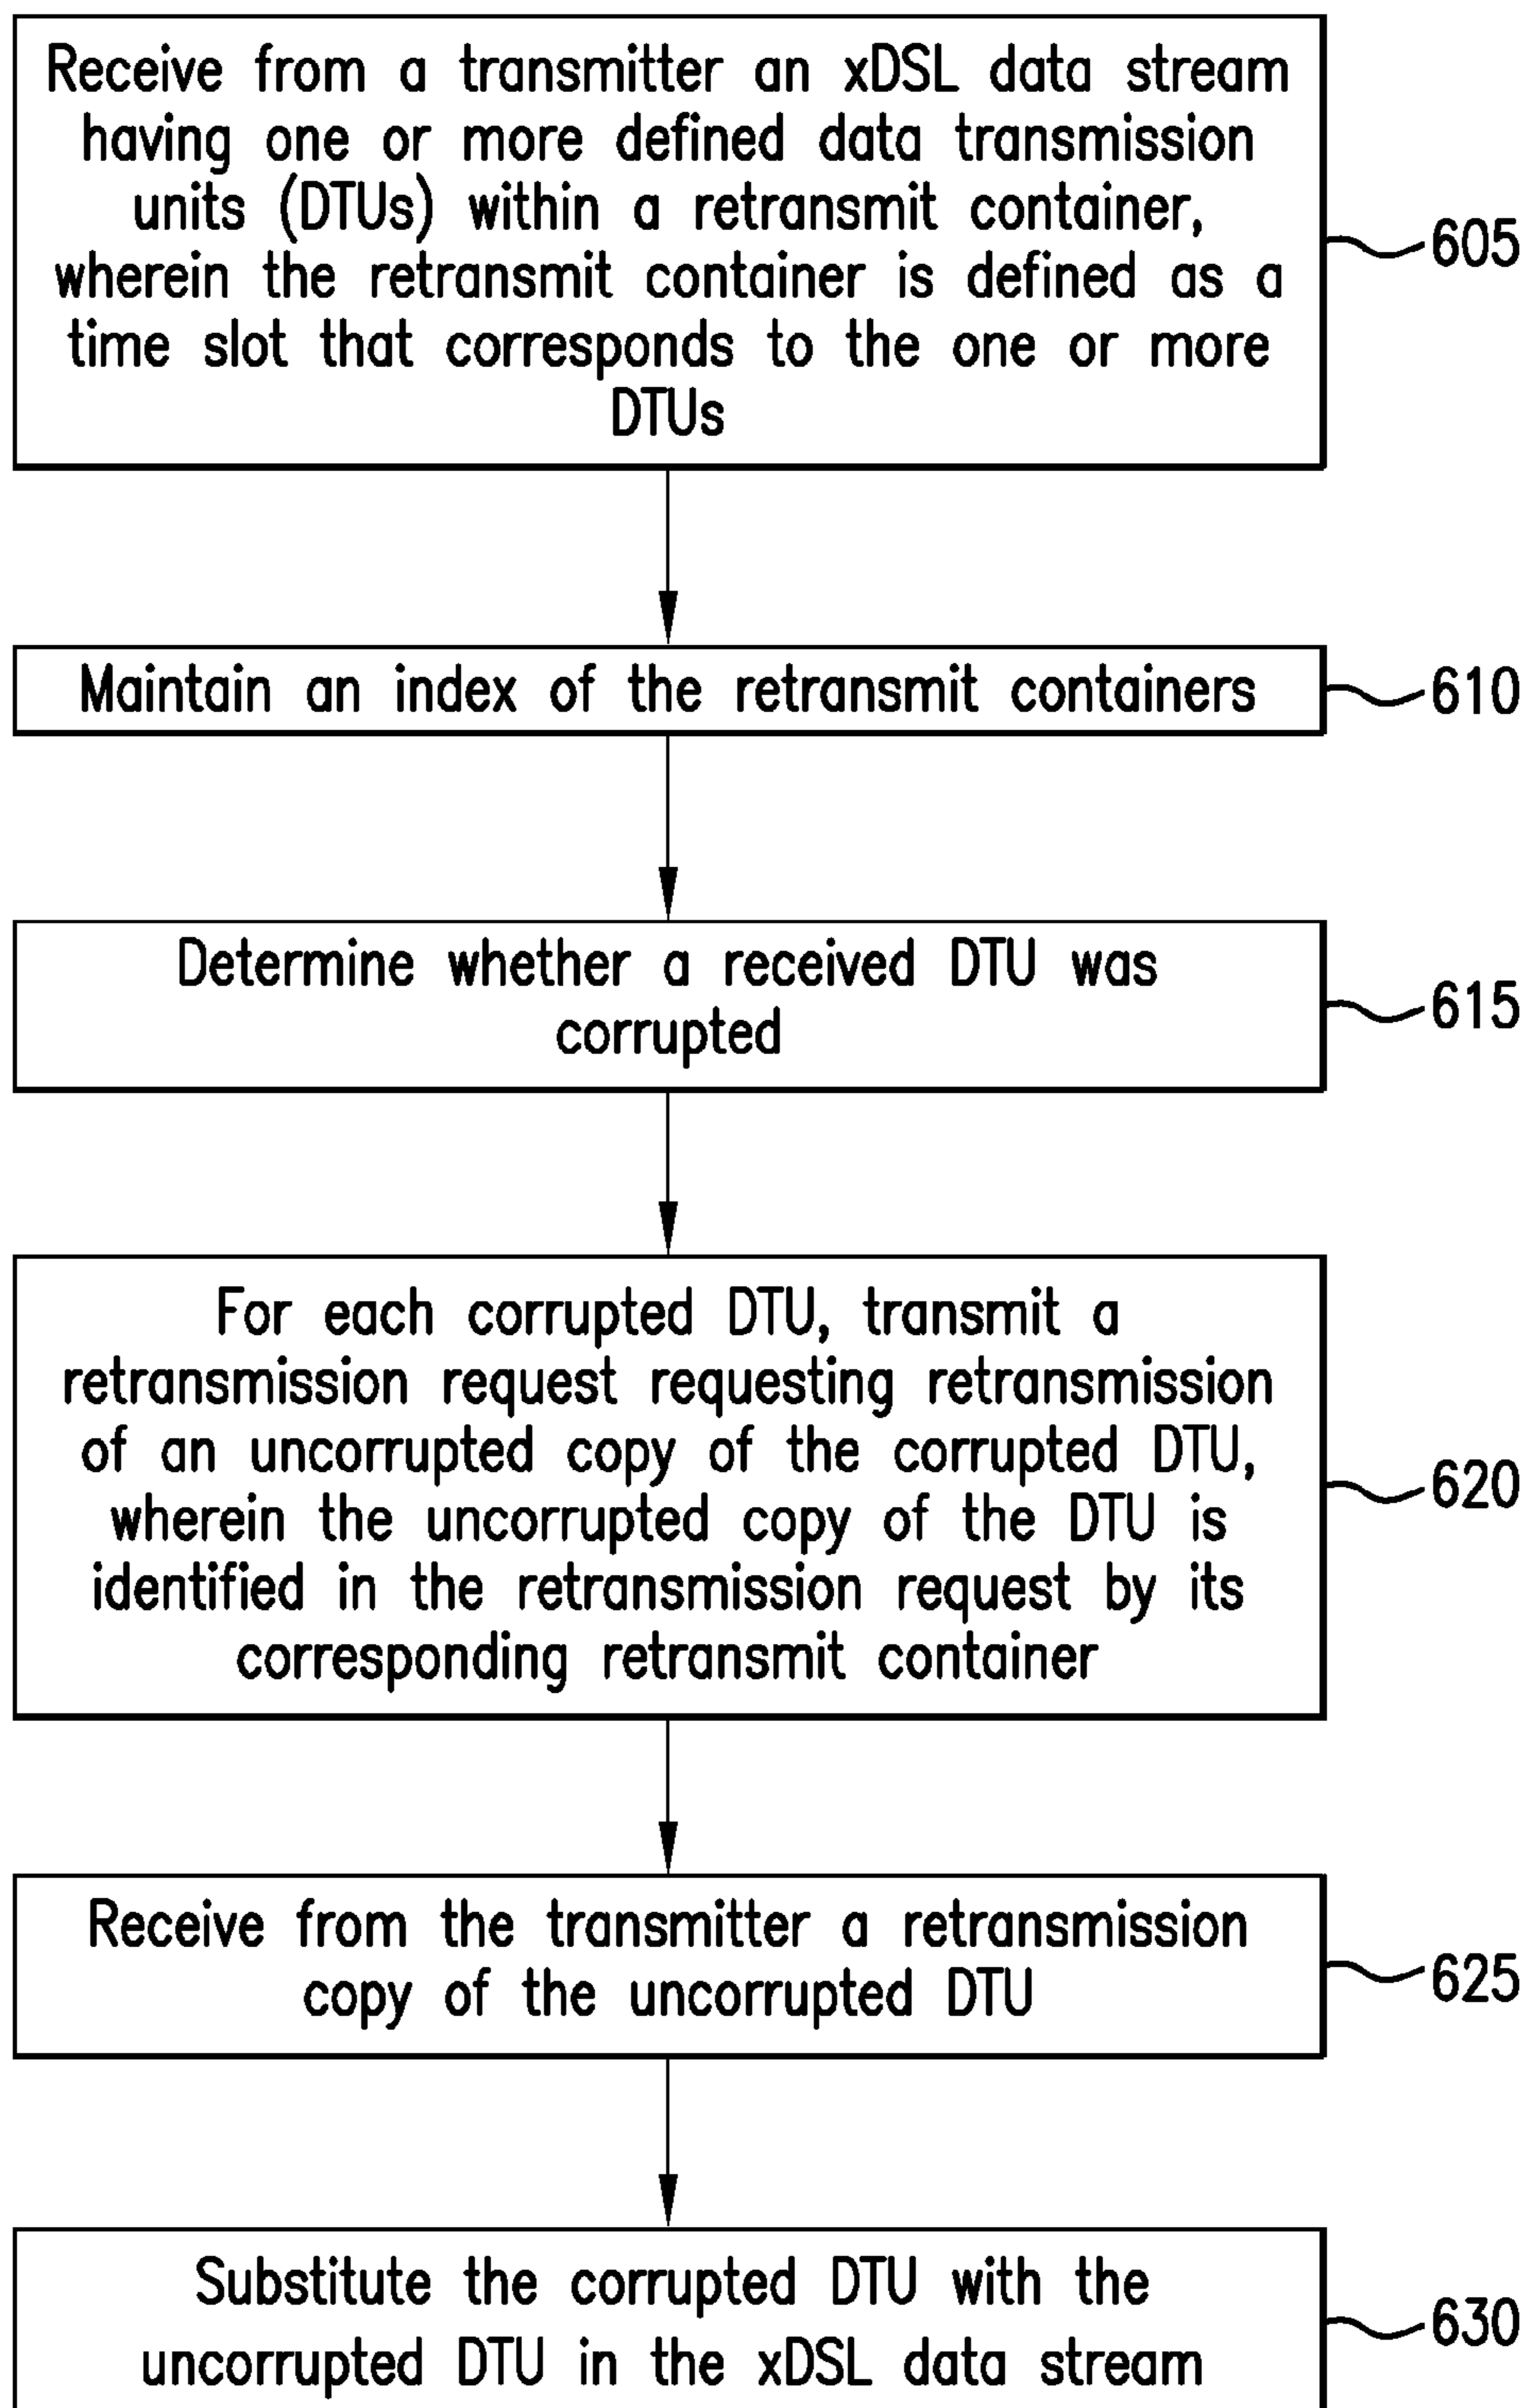 Receive from a transmitter an xDSL data stream
having one or more defined data transmission
units (DTUs) within a retransmit container,
wherein the retransmit container is defined as a
time slot that corresponds to the one or more
DTUs
605
Maintain an index of the retransmit containers
610
Determine whether a received DTU was
corrupted
615
For each corrupted DTU, transmit a
retransmission request requesting retransmission
of an uncorrupted copy of the corrupted DTU,
wherein the uncorrupted copy of the DTU is
identified in the retransmission request by its
corresponding retransmit container
620
Receive from the transmitter a retransmission
copy of the uncorrupted DTU
625
Substitute the corrupted DTU with the
uncorrupted DTU in the xDSL data stream
630